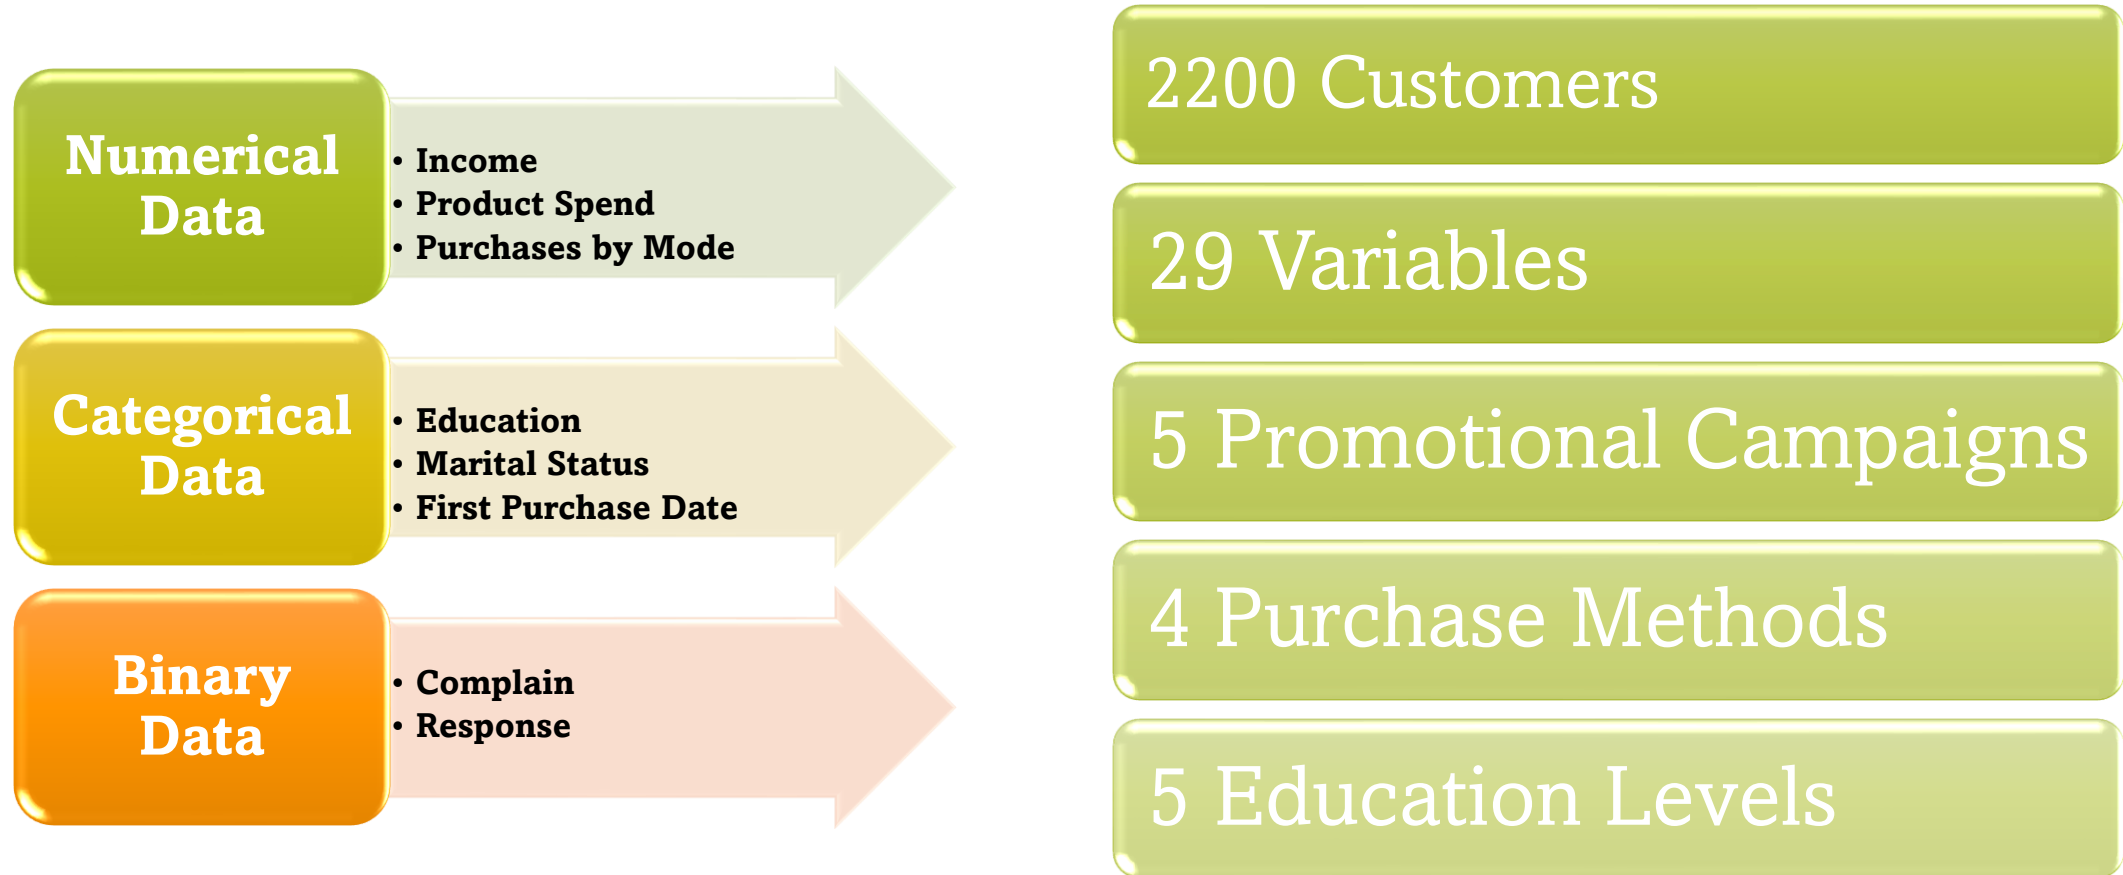 Numerical
Data
• Income
• Product Spend
• Purchases by Mode
Categorical
Data
• Education
• Marital Status
• First Purchase Date
Binary
Data
• Complain
• Response
2200 Customers
29 Variables
5 Promotional Campaigns
4 Purchase Methods
5 Education Levels